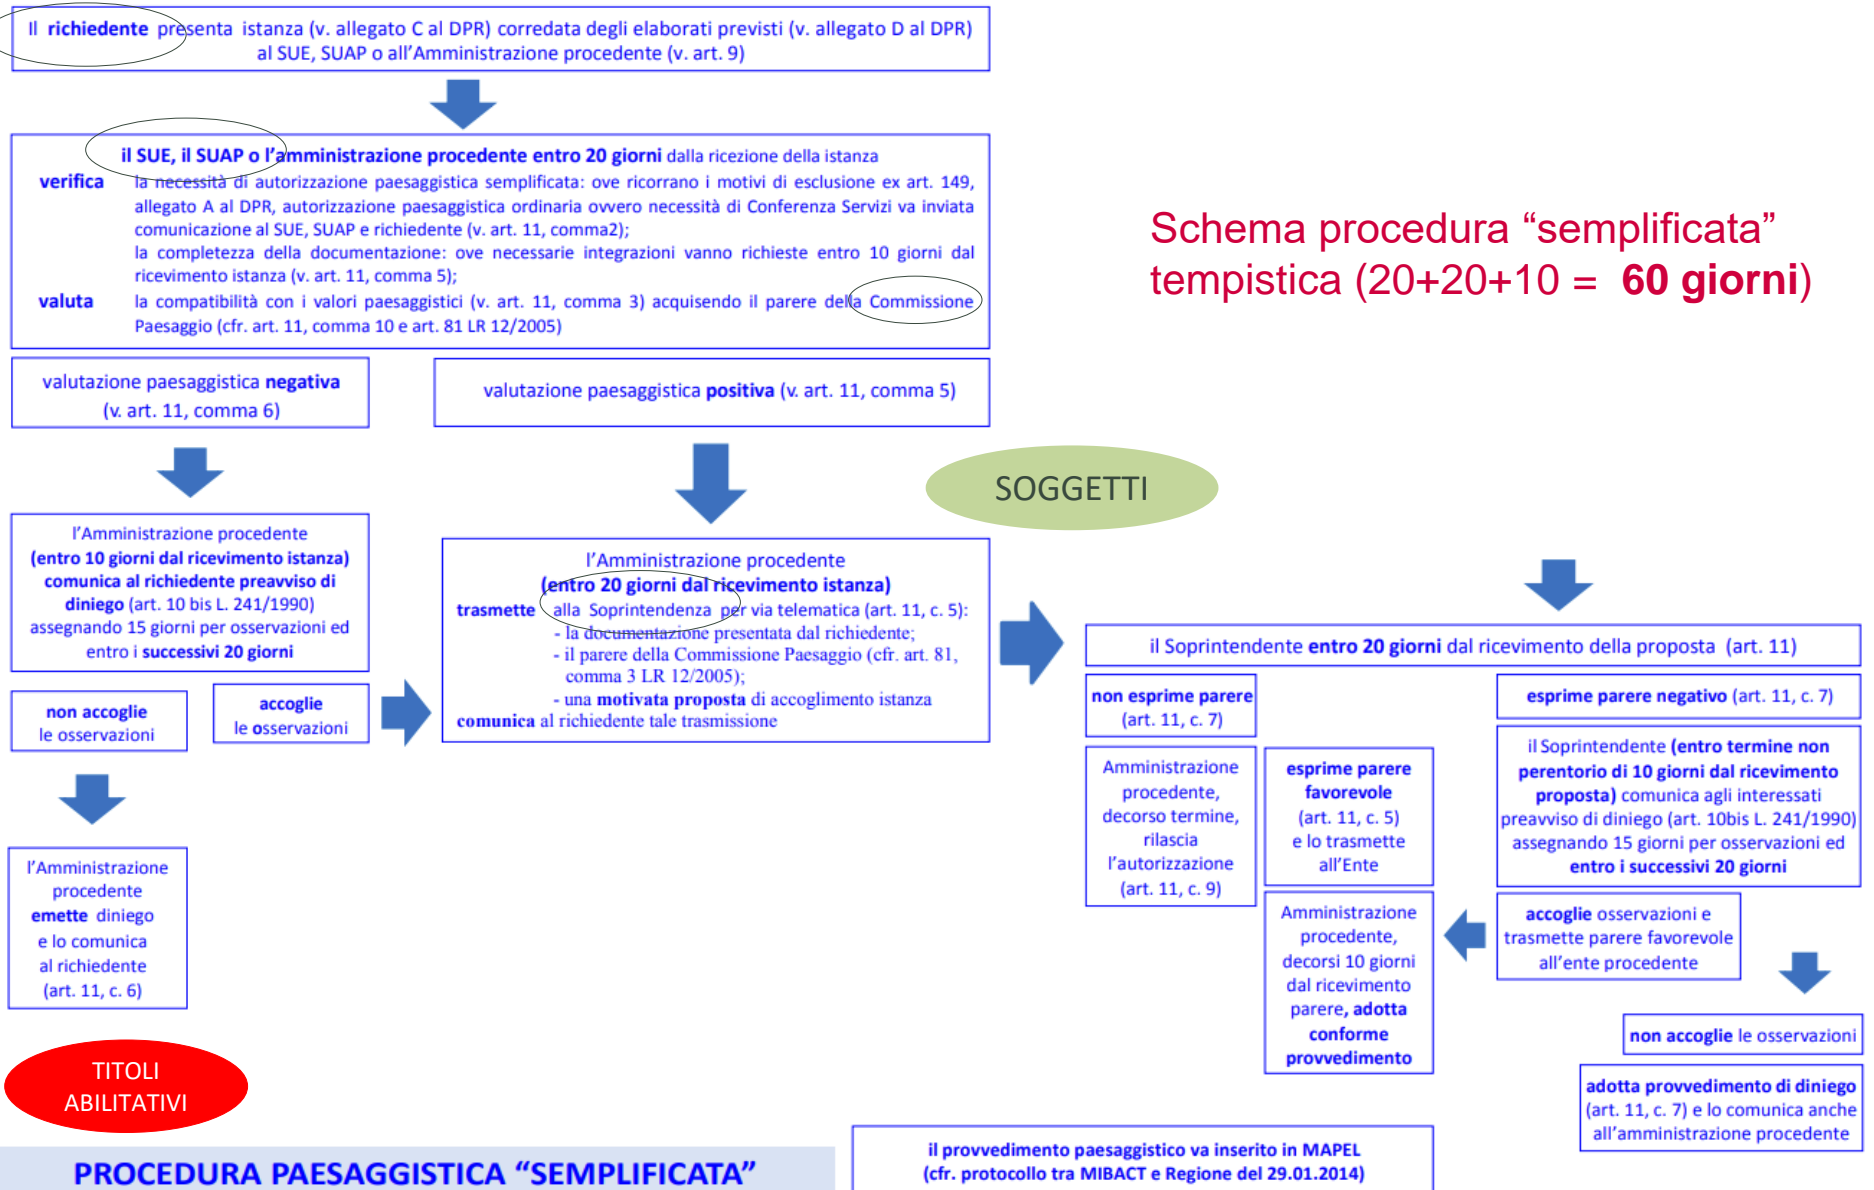 Il richiedente presenta istanza (v. allegato C al DPR) corredata degli elaborati previsti (v. allegato D al DPR)
al SUE, SUAP o all'Amministrazione procedente (v. art. 9)
il SUE, il SUAP o l'amministrazione procedente entro 20 giorni dalla ricezione della istanza
verifica la necessità di autorizzazione paesaggistica semplificata: ove ricorrano i motivi di esclusione ex art. 149,
allegato A al DPR, autorizzazione paesaggistica ordinaria ovvero necessità di Conferenza Servizi va inviata
comunicazione al SUE, SUAP e richiedente (v. art. 11, comma2);
la completezza della documentazione: ove necessarie integrazioni vanno richieste entro 10 giorni dal
ricevimento istanza (v. art. 11, comma 5);
valuta la compatibilità con i valori paesaggistici (v. art. 11, comma 3) acquisendo il parere della Commissione
Paesaggio (cfr. art. 11, comma 10 e art. 81 LR 12/2005)
Schema procedura “semplificata”
tempistica (20+20+10 = 60 giorni)
valutazione paesaggistica negativa
(v. art. 11, comma 6)
valutazione paesaggistica positiva (v. art. 11, comma 5)
SOGGETTI
l'Amministrazione procedente
(entro 10 giorni dal ricevimento istanza)
comunica al richiedente preavviso di
diniego (art. 10 bis L. 241/1990)
assegnando 15 giorni per osservazioni ed
entro i successivi 20 giorni
non accoglie
le osservazioni
accoglie
le osservazioni
l'Amministrazione
procedente
emette diniego
e lo comunica
al richiedente
(art. 11, c. 6)
l'Amministrazione procedente
(entro 20 giorni dal ricevimento istanza)
trasmette alla Soprintendenza per via telematica (art. 11, c. 5):
- la documentazione presentata dal richiedente;
- il parere della Commissione Paesaggio (cfr. art. 81,
comma 3 LR 12/2005);
- una motivata proposta di accoglimento istanza
comunica al richiedente tale trasmissione
il Soprintendente entro 20 giorni dal ricevimento della proposta (art. 11)
non esprime parere
(art. 11, c. 7)
Amministrazione
procedente,
decorso termine,
rilascia
l'autorizzazione
(art. 11, c. 9)
esprime parere
favorevole
(art. 11, c. 5)
e lo trasmette
all'Ente
Amministrazione
procedente,
decorsi 10 giorni
dal ricevimento
parere, adotta
conforme
provvedimento
esprime parere negativo (art. 11, c. 7)
il Soprintendente (entro termine non
perentorio di 10 giorni dal ricevimento
proposta) comunica agli interessati
preavviso di diniego (art. 10bis L. 241/1990)
assegnando 15 giorni per osservazioni ed
entro i successivi 20 giorni
accoglie osservazioni e
trasmette parere favorevole
all'ente procedente
non accoglie le osservazioni
adotta provvedimento di diniego
(art. 11, c. 7) e lo comunica anche
all'amministrazione procedente
TITOLI
ABILITATIVI
PROCEDURA PAESAGGISTICA “SEMPLIFICATA”
il provvedimento paesaggistico va inserito in MAPEL
(cfr. protocollo tra MIBACT e Regione del 29.01.2014)